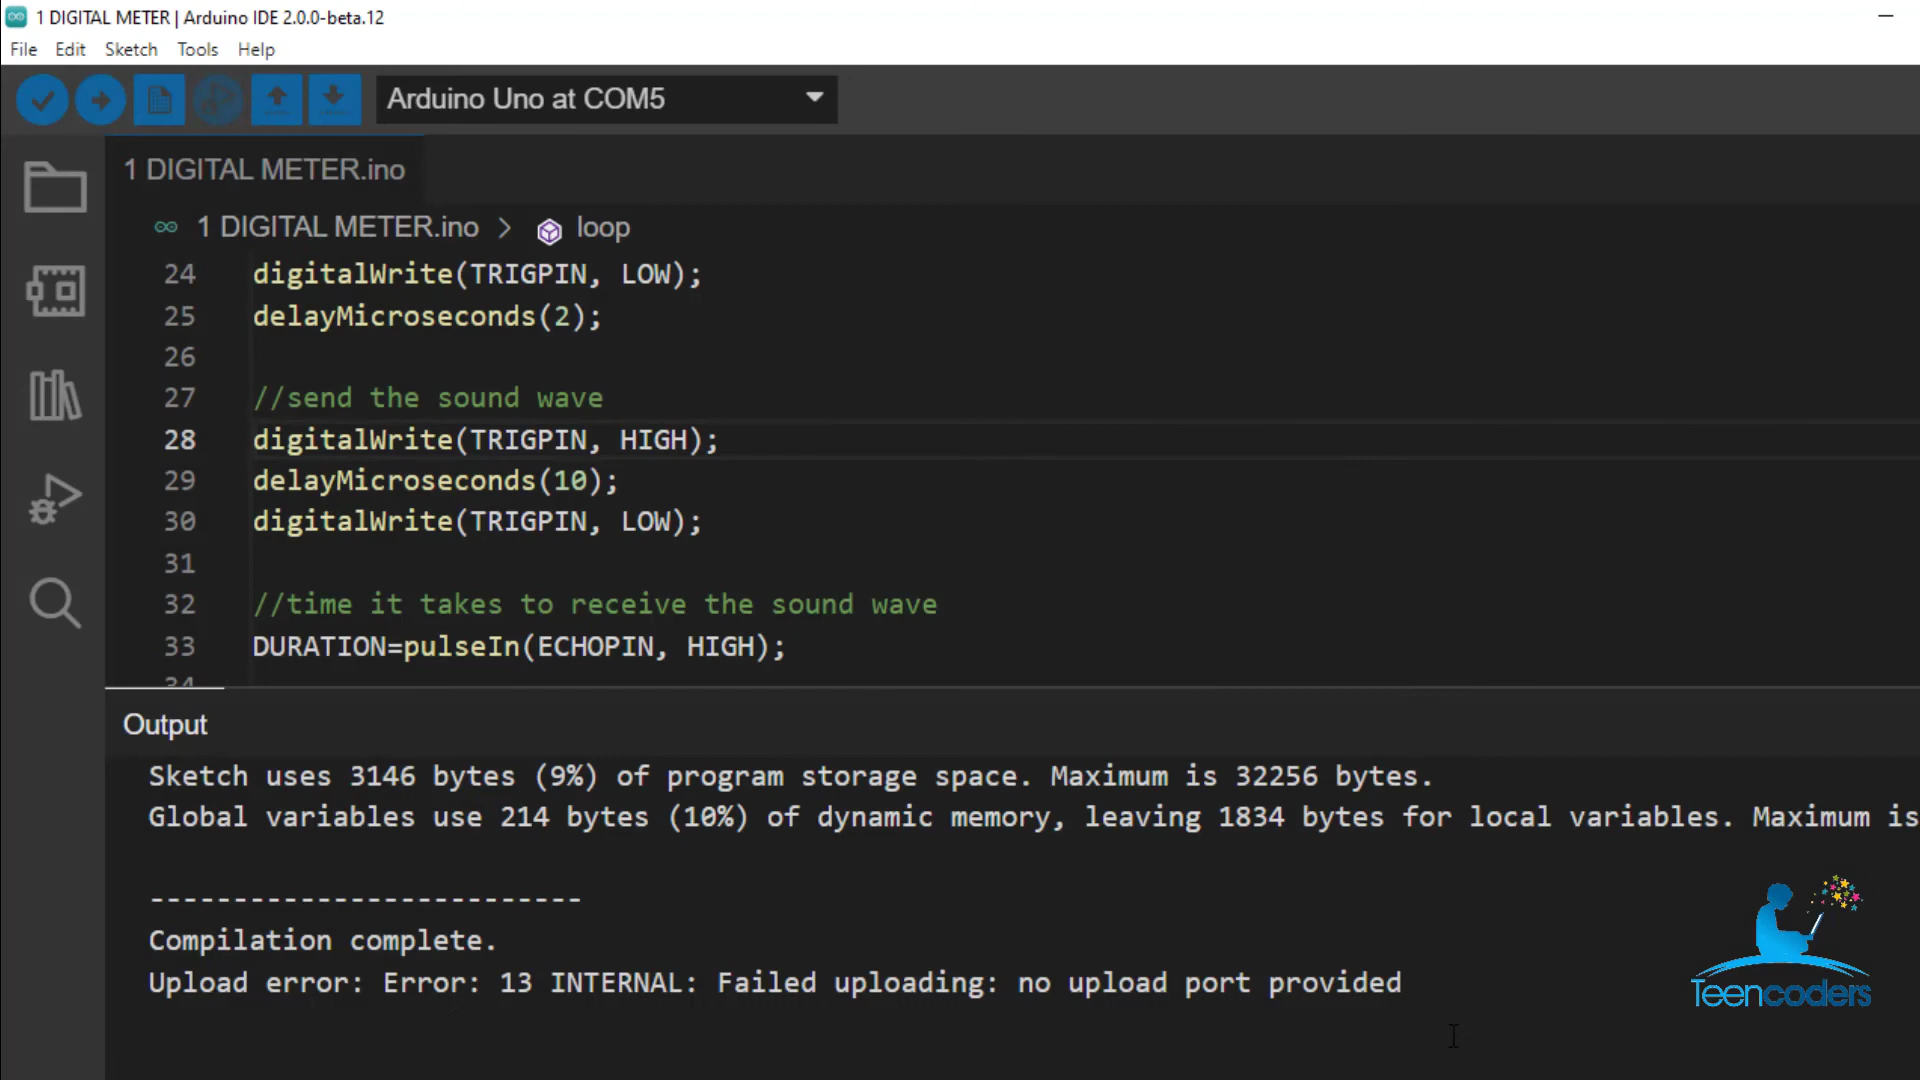 1 DIGITAL METER | Arduino IDE 2.0.0-beta.12
File Edit Sketch Tools Help
Arduino Uno at COM5
1 DIGITAL METER.ino
1 DIGITAL METER.ino > loop
24 digitalWrite(TRIGPIN, LOW);
25 delayMicroseconds(2);
26
27 //send the sound wave
28 digitalWrite(TRIGPIN, HIGH);
29 delayMicroseconds(10);
30 digitalWrite(TRIGPIN, LOW);
31
32 //time it takes to receive the sound wave
33 DURATION=pulseIn(ECHOPIN, HIGH);
34
Output
Sketch uses 3146 bytes (9%) of program storage space. Maximum is 32256 bytes.
Global variables use 214 bytes (10%) of dynamic memory, leaving 1834 bytes for local variables. Maximum is
--------------------------
Compilation complete.
Upload error: Error: 13 INTERNAL: Failed uploading: no upload port provided
Teencoders